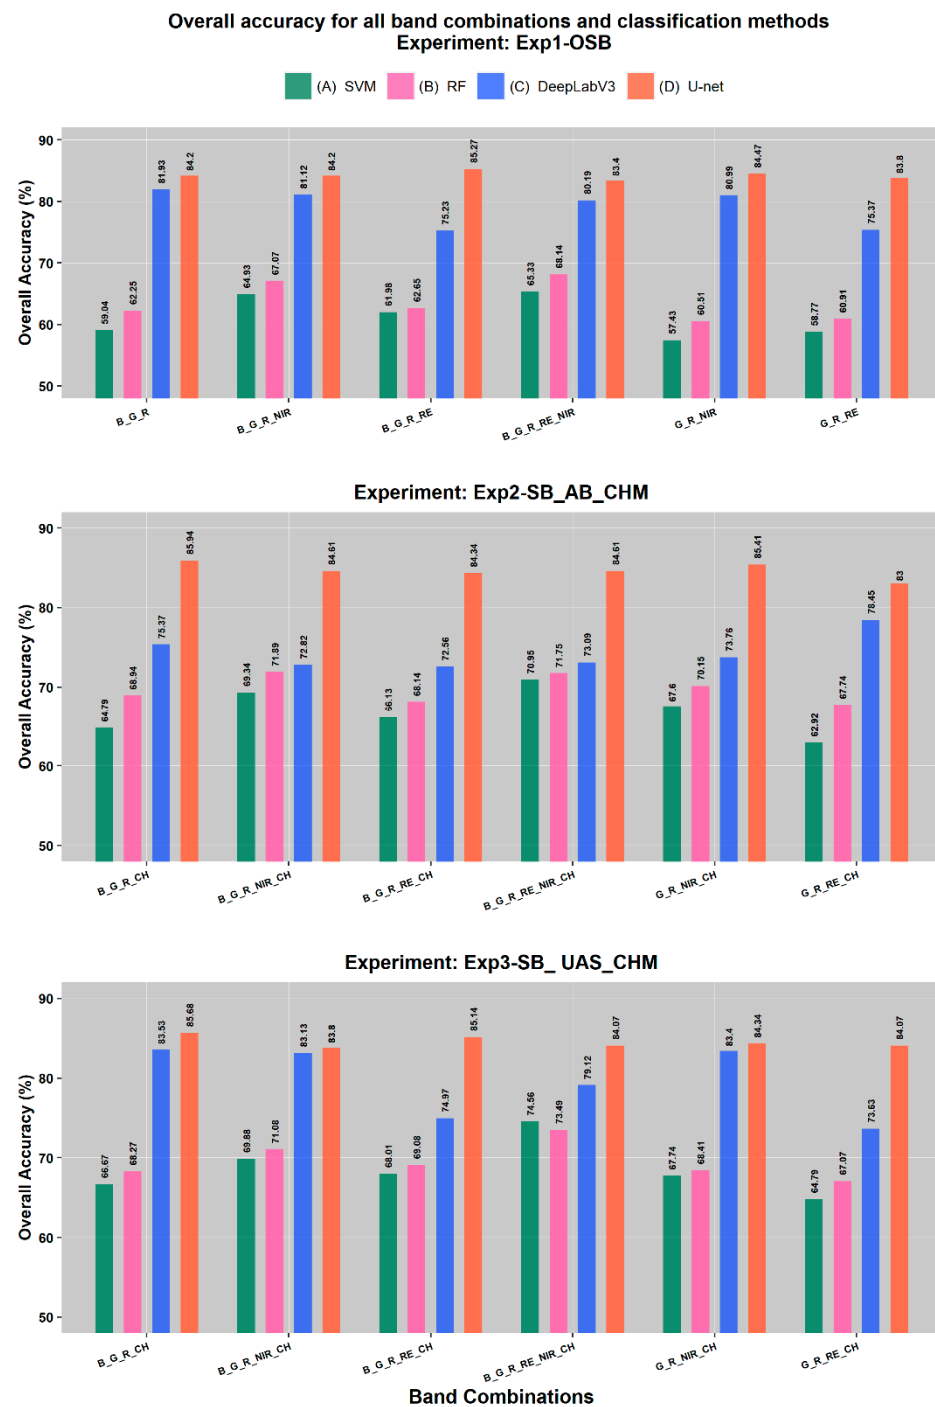 Overall accuracy for all band combinations and classification methods
Experiment: Exp1-OSB
(A) SVM (B) RF (C) DeepLabV3 (D) U-net
Overall Accuracy (%)
90
80
70
60
50
59.04 62.25 81.93 84.2 64.93 67.07 81.12 84.2 61.98 62.65 75.23 85.27 65.33 68.14 80.19 83.4 57.43 60.51 80.99 84.47 58.77 60.91 75.37 83.8
B_G_R B_G_R_NIR B_G_R_RE B_G_R_RE_NIR G_R_NIR G_R_RE
Experiment: Exp2-SB_AB_CHM
Overall Accuracy (%)
90
80
70
60
50
64.79 68.94 75.37 85.94 69.34 71.89 72.82 84.61 66.13 68.14 72.56 84.34 70.95 71.75 73.09 84.61 67.6 70.15 73.76 85.41 62.92 67.74 78.45 83
B_G_R_CH B_G_R_NIR_CH B_G_R_RE_CH B_G_R_RE_NIR_CH G_R_NIR_CH G_R_RE_CH
Experiment: Exp3-SB_ UAS_CHM
Overall Accuracy (%)
90
80
70
60
50
66.67 68.27 83.53 85.68 69.88 71.08 83.13 83.8 68.01 69.08 74.97 85.14 74.56 73.49 79.12 84.07 67.74 68.41 83.4 84.34 64.79 67.07 73.63 84.07
B_G_R_CH B_G_R_NIR_CH B_G_R_RE_CH B_G_R_RE_NIR_CH G_R_NIR_CH G_R_RE_CH
Band Combinations